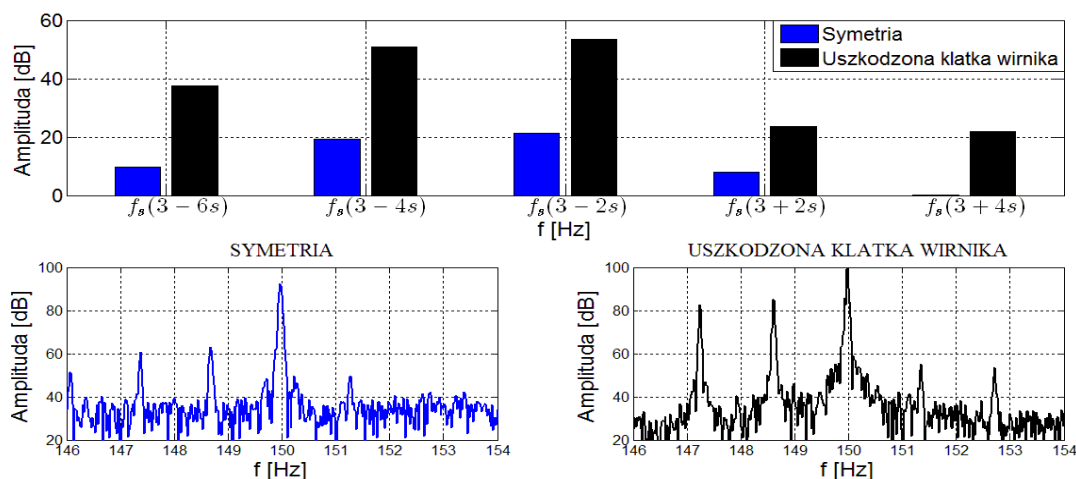 Amplituda [dB]
60
40
20
0
Symetria
Uszkodzona klatka wirnika
f_s(3 − 6s) f_s(3 − 4s) f_s(3 − 2s) f_s(3 + 2s) f_s(3 + 4s)
f [Hz]
SYMETRIA
Amplituda [dB]
100
80
60
40
20
146 147 148 149 150 151 152 153 154
f [Hz]
USZKODZONA KLATKA WIRNIKA
Amplituda [dB]
100
80
60
40
20
146 147 148 149 150 151 152 153 154
f [Hz]